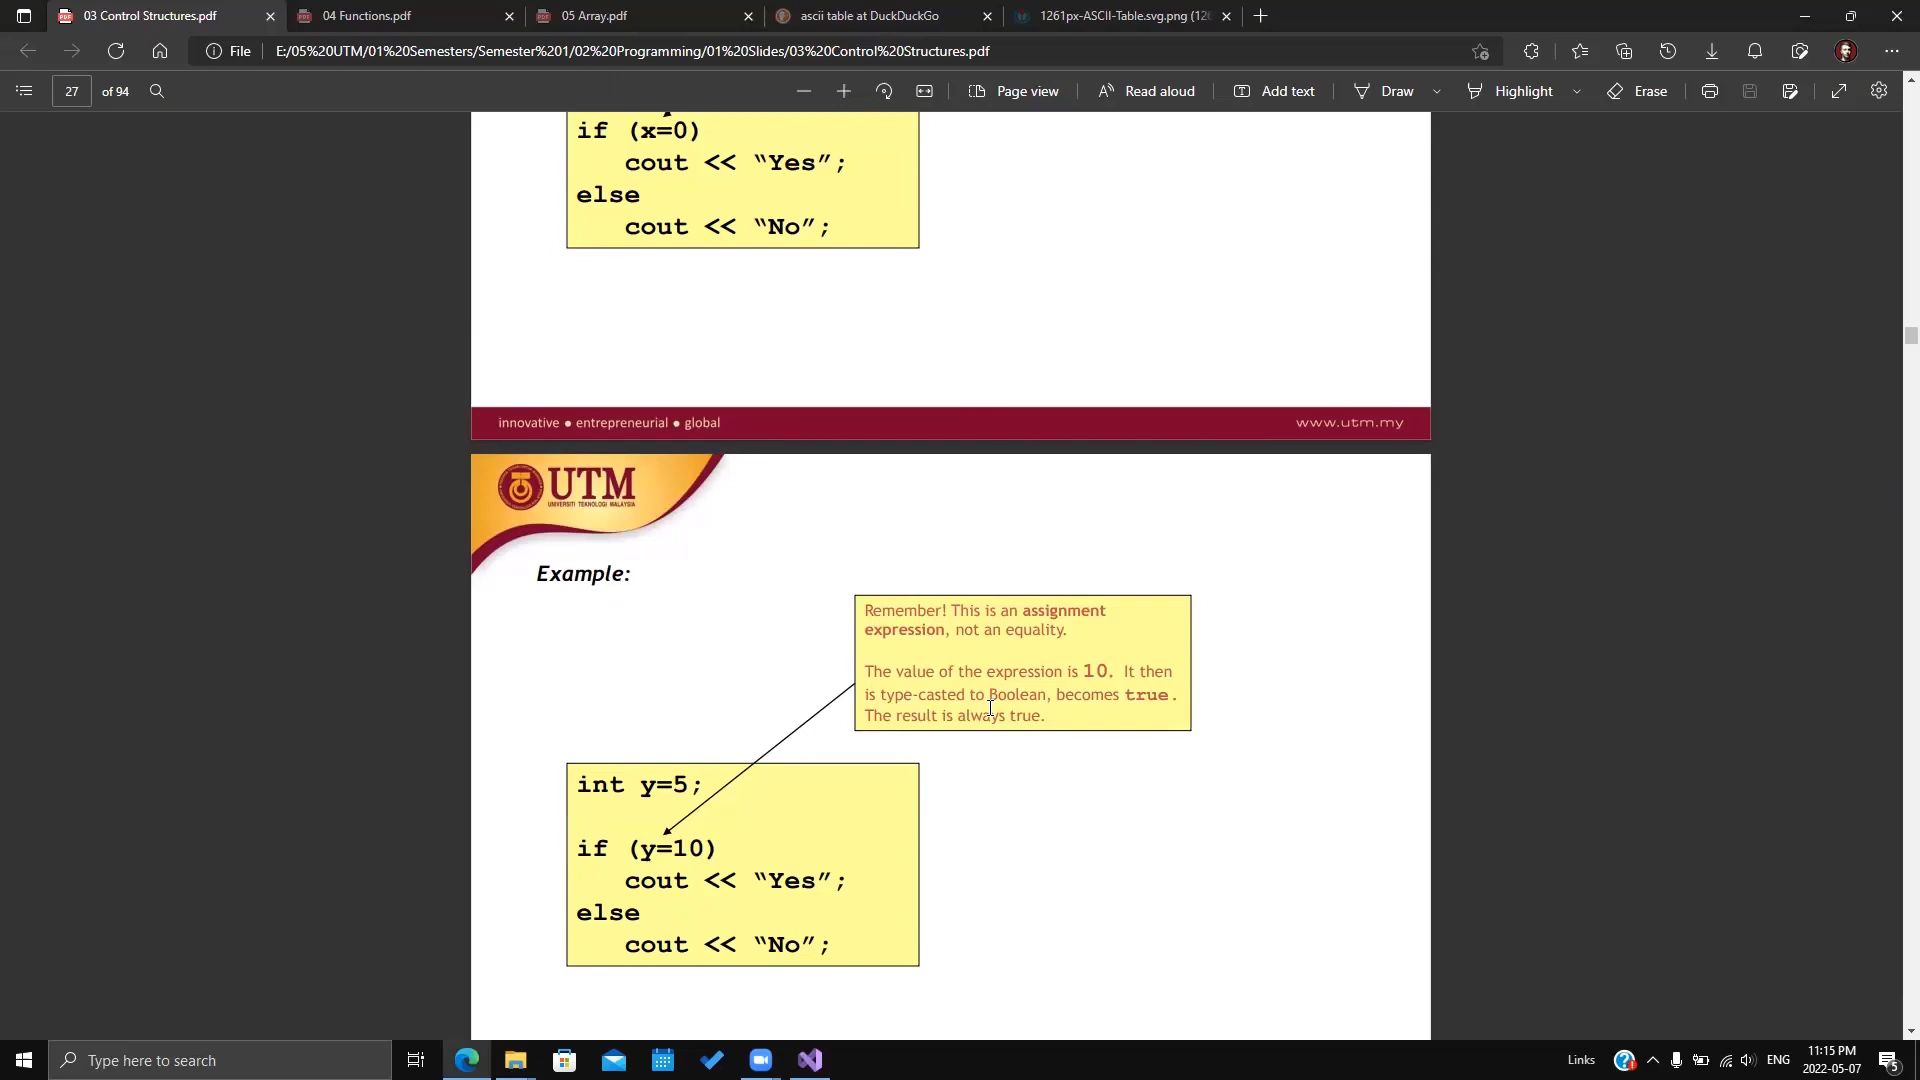 03 Control Structures.pdf
04 Functions.pdf
05 Array.pdf
ascii table at DuckDuckGo
1261px-ASCII-Table.svg.png (126
File
E:/05%20UTM/01%20Semesters/Semester%201/02%20Programming/01%20Slides/03%20Control%20Structures.pdf
27 of 94
Page view
Read aloud
Add text
Draw
Highlight
Erase
if (x=0)
cout << “Yes”;
else
cout << “No”;
innovative ● entrepreneurial ● global
www.utm.my
UTM
UNIVERSITI TEKNOLOGI MALAYSIA
Example:
Remember! This is an assignment
expression, not an equality.
The value of the expression is 10. It then
is type-casted to Boolean, becomes true.
The result is always true.
int y=5;
if (y=10)
cout << “Yes”;
else
cout << “No”;
Type here to search
Links
ENG
11:15 PM
2022-05-07
5